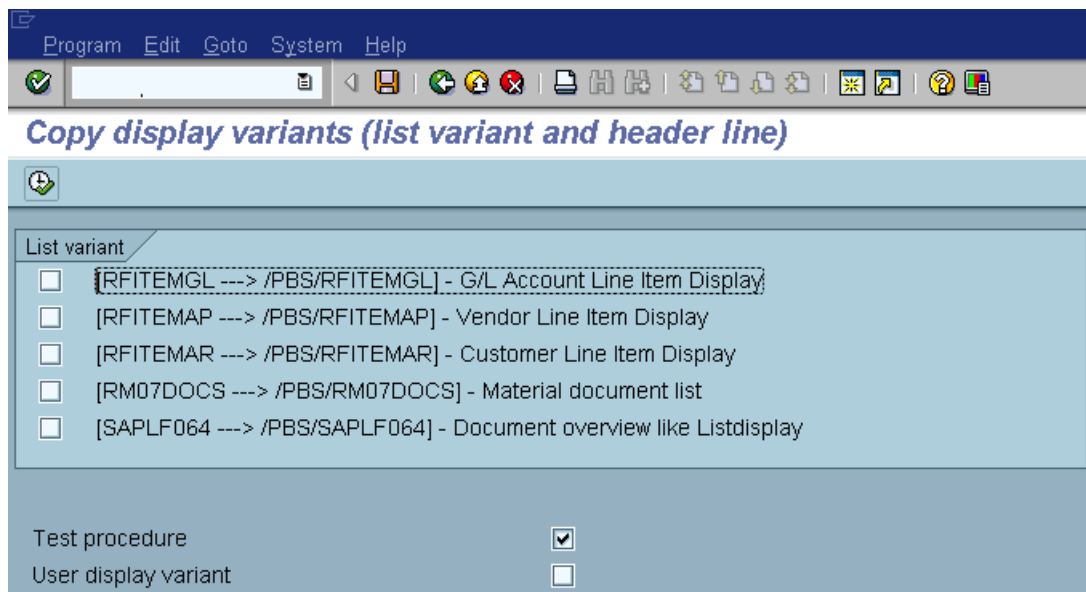 Program Edit Goto System Help
Copy display variants (list variant and header line)
List variant
[RFITEMGL ---> /PBS/RFITEMGL] - G/L Account Line Item Display
[RFITEMAP ---> /PBS/RFITEMAP] - Vendor Line Item Display
[RFITEMAR ---> /PBS/RFITEMAR] - Customer Line Item Display
[RM07DOCS ---> /PBS/RM07DOCS] - Material document list
[SAPLF064 ---> /PBS/SAPLF064] - Document overview like Listdisplay
Test procedure
User display variant